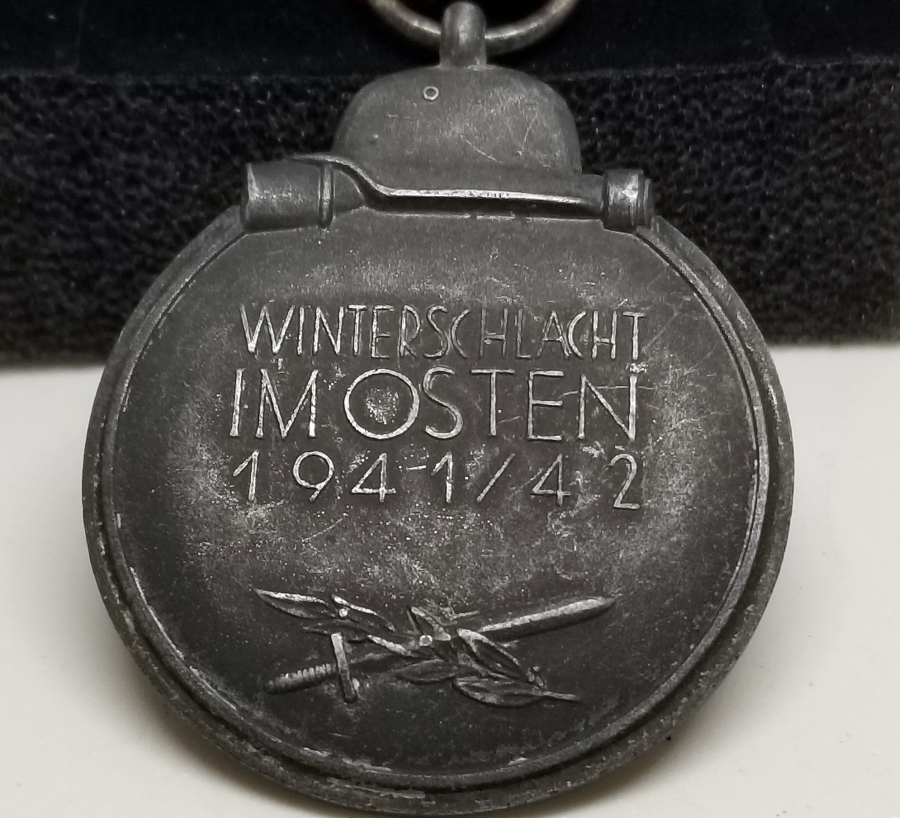 WINTERSCHLACHT
IM OSTEN
1941/42